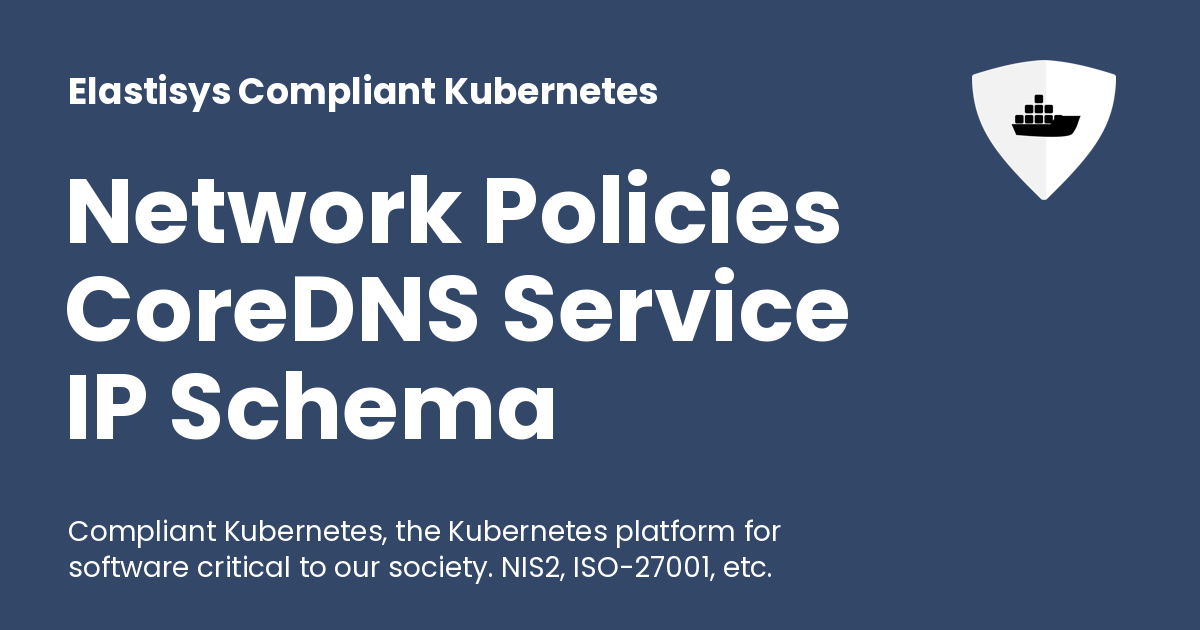 Elastisys Compliant Kubernetes
Network Policies
CoreDNS Service
IP Schema
Compliant Kubernetes, the Kubernetes platform for
software critical to our society. NIS2, ISO-27001, etc.